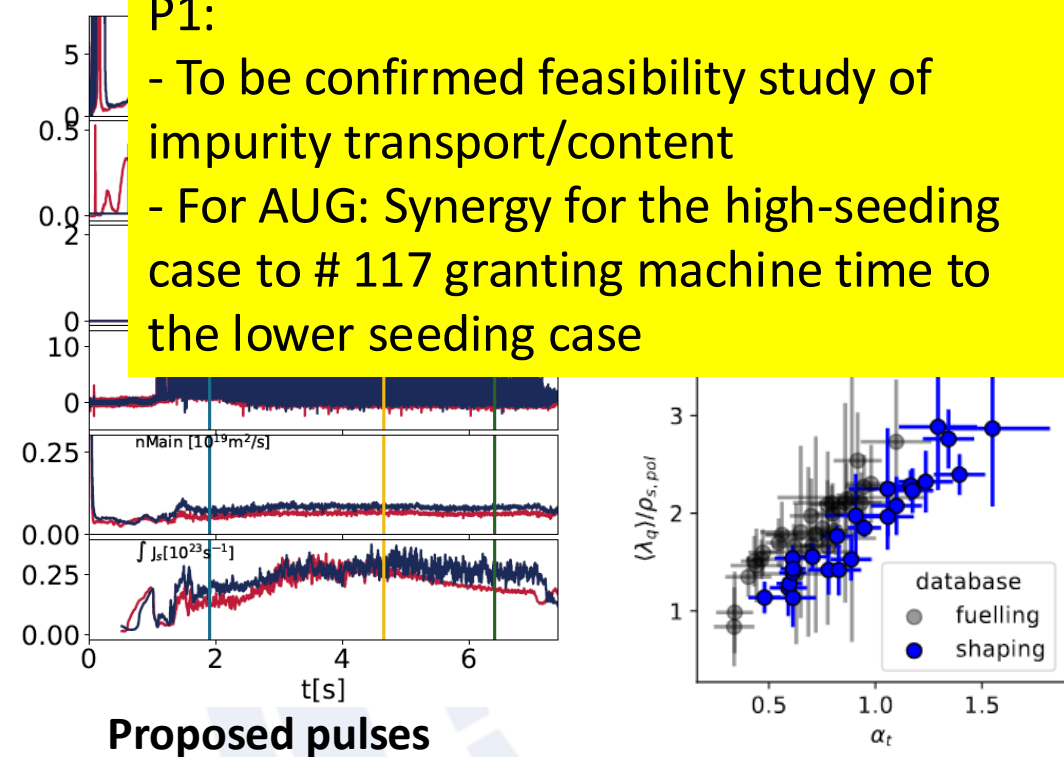 P1:
- To be confirmed feasibility study of
impurity transport/content
- For AUG: Synergy for the high-seeding
case to # 117 granting machine time to
the lower seeding case
5
0
0.5
0.0
2
0
10
0
nMain [10¹⁹m²/s]
0.25
0.00
∫ Jₛ[10²³s⁻¹]
0.25
0.00
0 2 4 6
t[s]
3
2
1
⟨λ_q⟩/ρ_{s, pol}
database
fuelling
shaping
0.5 1.0 1.5
α_t
Proposed pulses